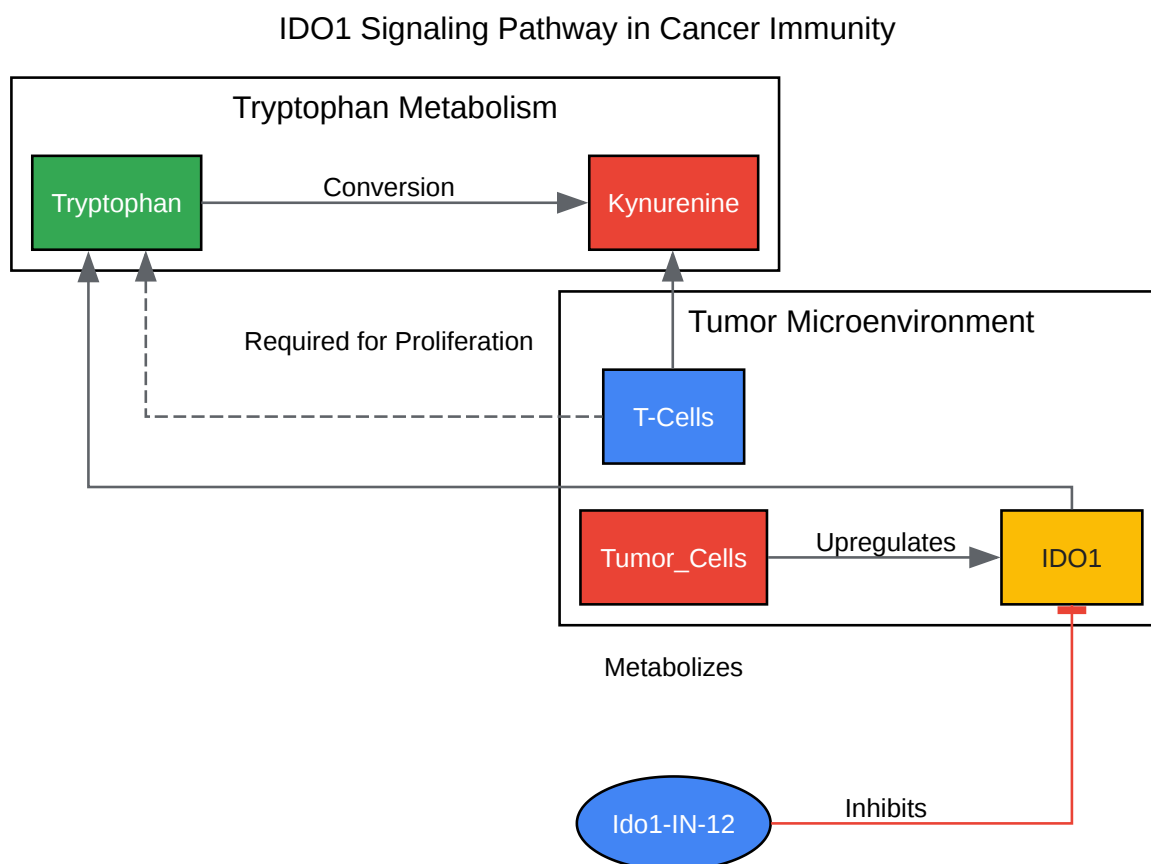 IDO1 Signaling Pathway in Cancer Immunity
Tryptophan Metabolism
Tryptophan
Conversion
Kynurenine
Required for Proliferation
Tumor Microenvironment
T-Cells
Tumor_Cells
Upregulates
IDO1
Metabolizes
Ido1-IN-12
Inhibits